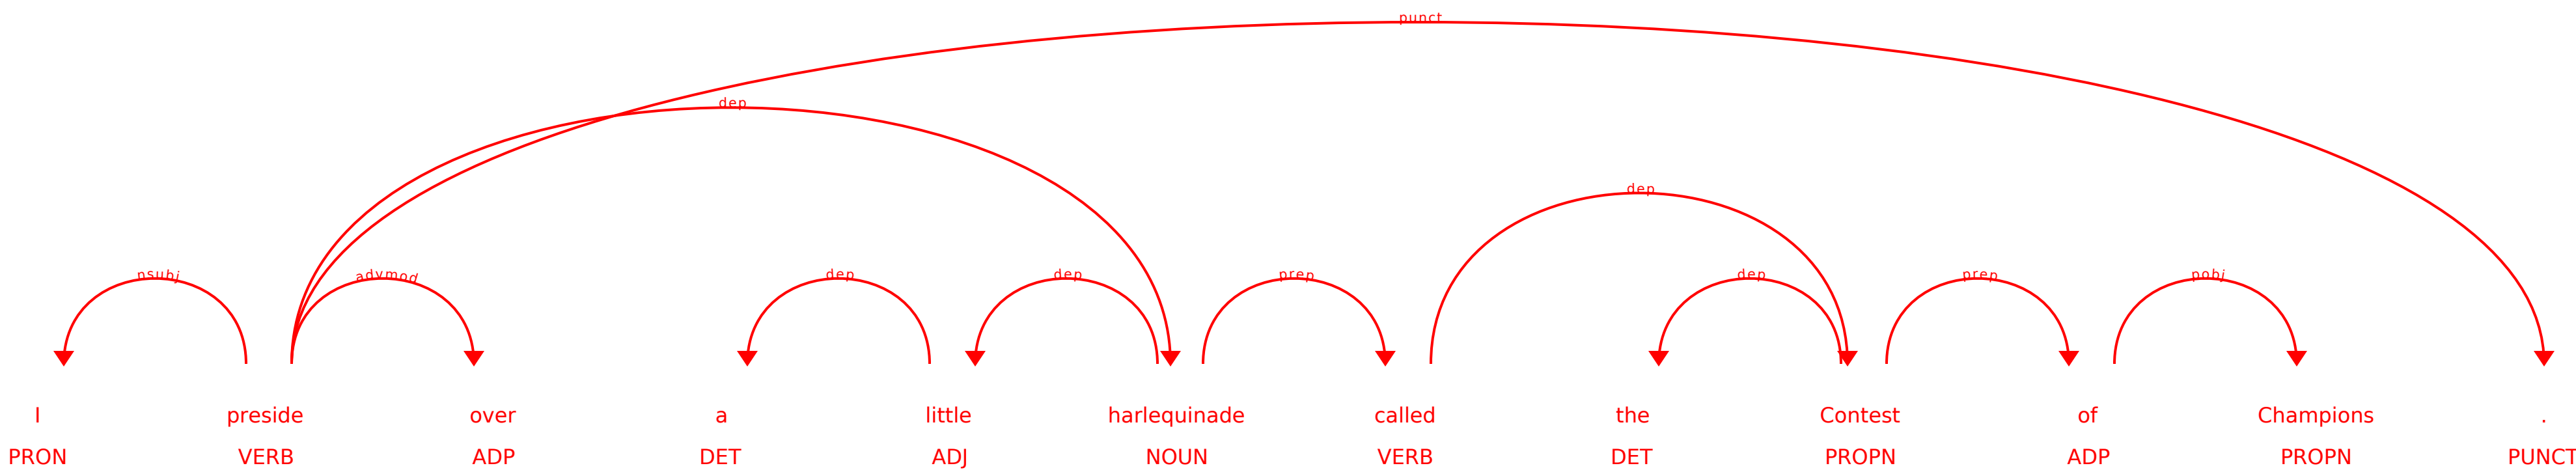 punct
dep
dep
nsubj advmod dep dep prep dep prep pobj
I preside over a little harlequinade called the Contest of Champions .
PRON VERB ADP DET ADJ NOUN VERB DET PROPN ADP PROPN PUNCT